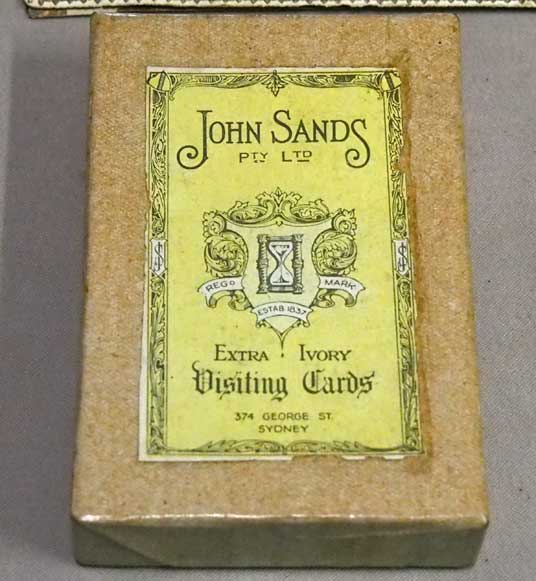 JOHN SANDS
PTY LTD
REGD MARK
ESTAB 1837
EXTRA IVORY
Visiting Cards
374 GEORGE ST.
SYDNEY